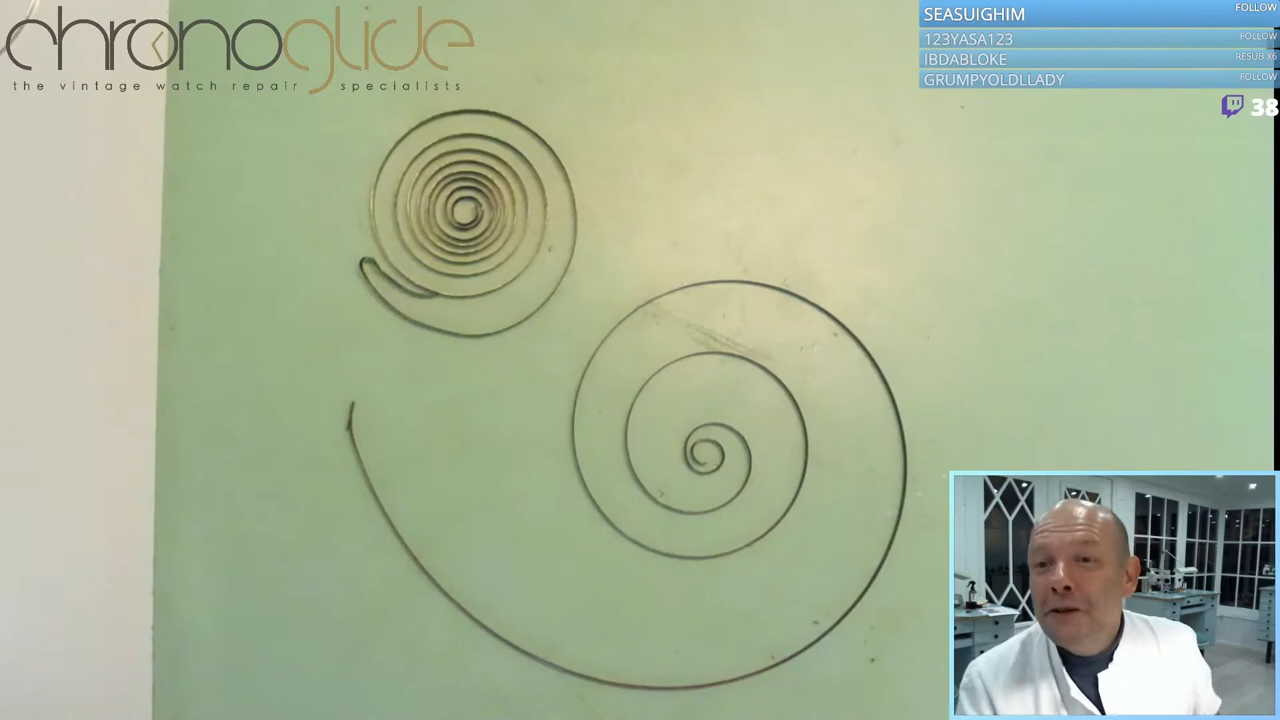 chronoglide
the vintage watch repair specialists
SEASUIGHIM FOLLOW
123YASA123 FOLLOW
IBDABLOKE RESUB X6
GRUMPYOLDLLADY FOLLOW
38